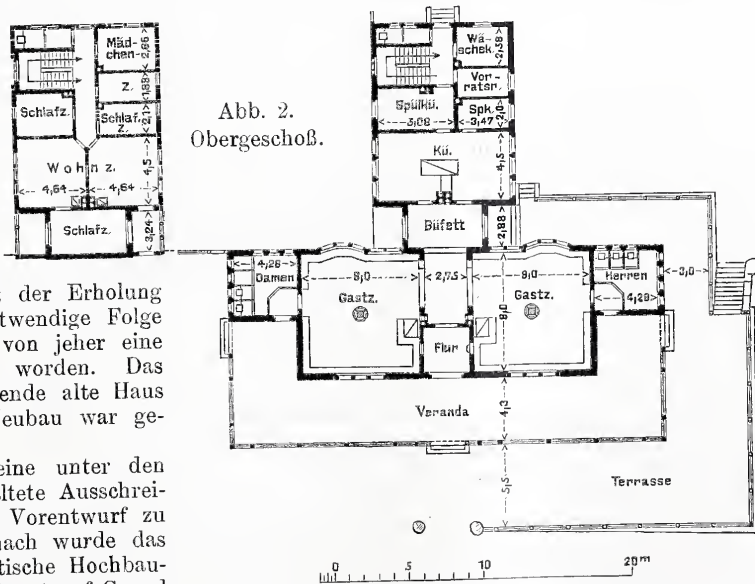 Mäd-
chen-
2,66
Z.
1,88
Schlafz.
Schlaf.
z.
2,1
Wohnz.
4,64
4,64
4,5
Schlafz.
3,24
Abb. 2.
Obergeschoß.
Wä-
schek.
2,38
Vor-
ratsr.
Spülkü.
3,08
Spk.
3,47
2,0
Kü.
4,5
Büfett
2,88
4,26
Damen
8,0
Gastz.
2,75
8,0
Gastz.
8,0
Herren
4,26
3,0
Flur
Veranda
4,3
Terrasse
5,5
0 5 10 20 m
der Erholung
twendige Folge
von jeher eine
worden. Das
ende alte Haus
eubau war ge-
eine unter den
ltete Ausschrei-
Vorentwurf zu
nach wurde das
tische Hochbau-